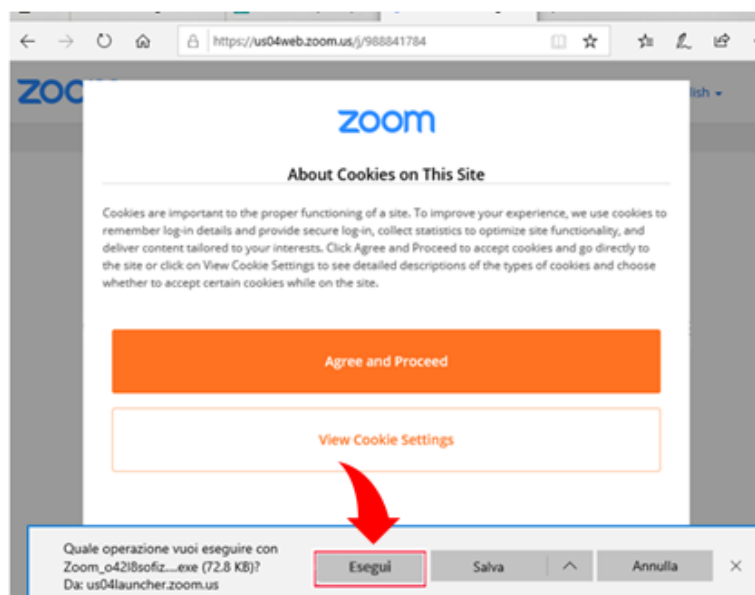 https://us04web.zoom.us/j/988841784
zoom
About Cookies on This Site
Cookies are important to the proper functioning of a site. To improve your experience, we use cookies to
remember log-in details and provide secure log-in, collect statistics to optimize site functionality, and
deliver content tailored to your interests. Click Agree and Proceed to accept cookies and go directly to
the site or click on View Cookie Settings to see detailed descriptions of the types of cookies and choose
whether to accept certain cookies while on the site.
Agree and Proceed
View Cookie Settings
Quale operazione vuoi eseguire con
Zoom_o42l8sofiz....exe (72.8 KB)?
Da: us04launcher.zoom.us
Esegui
Salva
Annulla